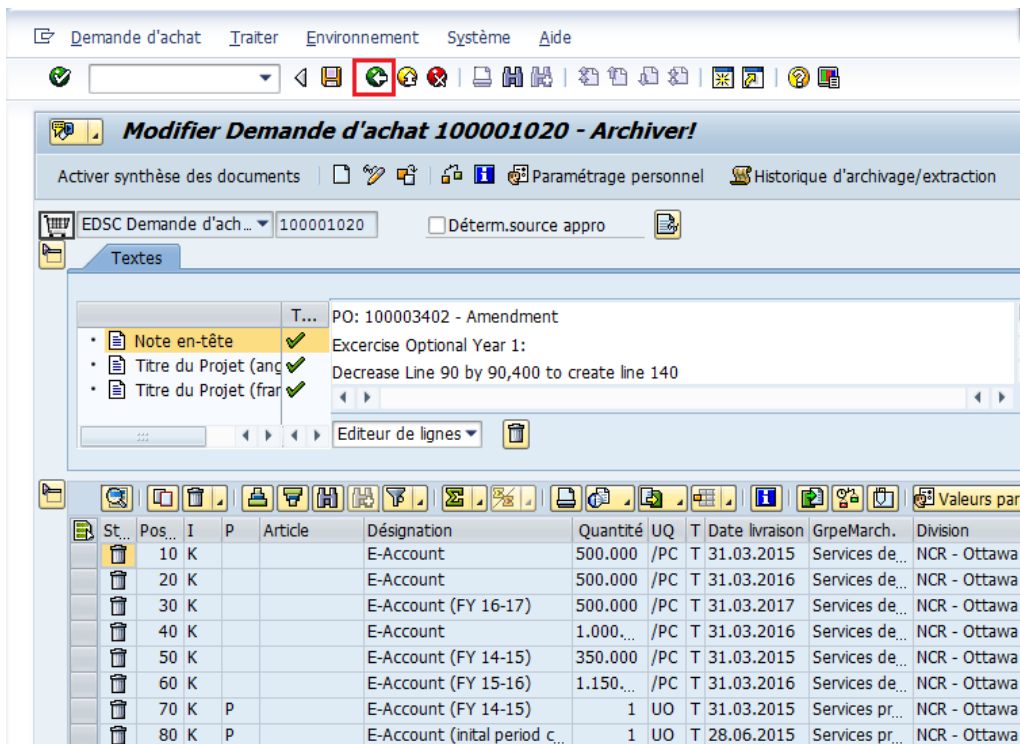 Demande d'achat Traiter Environnement Système Aide
Modifier Demande d'achat 100001020 - Archiver!
Activer synthèse des documents Paramétrage personnel Historique d'archivage/extraction
EDSC Demande d'ach... 100001020 Déterm.source appro
Textes
T... PO: 100003402 - Amendment
Note en-tête Excercise Optional Year 1:
Titre du Projet (ang Decrease Line 90 by 90,400 to create line 140
Titre du Projet (frar
Editeur de lignes
Valeurs par
St... Pos... I P Article Désignation Quantité UQ T Date livraison GrpeMarch. Division
10 K E-Account 500.000 /PC T 31.03.2015 Services de... NCR - Ottawa
20 K E-Account 500.000 /PC T 31.03.2016 Services de... NCR - Ottawa
30 K E-Account (FY 16-17) 500.000 /PC T 31.03.2017 Services de... NCR - Ottawa
40 K E-Account 1.000.... /PC T 31.03.2016 Services de... NCR - Ottawa
50 K E-Account (FY 14-15) 350.000 /PC T 31.03.2015 Services de... NCR - Ottawa
60 K E-Account (FY 15-16) 1.150.... /PC T 31.03.2016 Services de... NCR - Ottawa
70 K P E-Account (FY 14-15) 1 UO T 31.03.2015 Services pr... NCR - Ottawa
80 K P E-Account (inital period c... 1 UO T 28.06.2015 Services pr... NCR - Ottawa